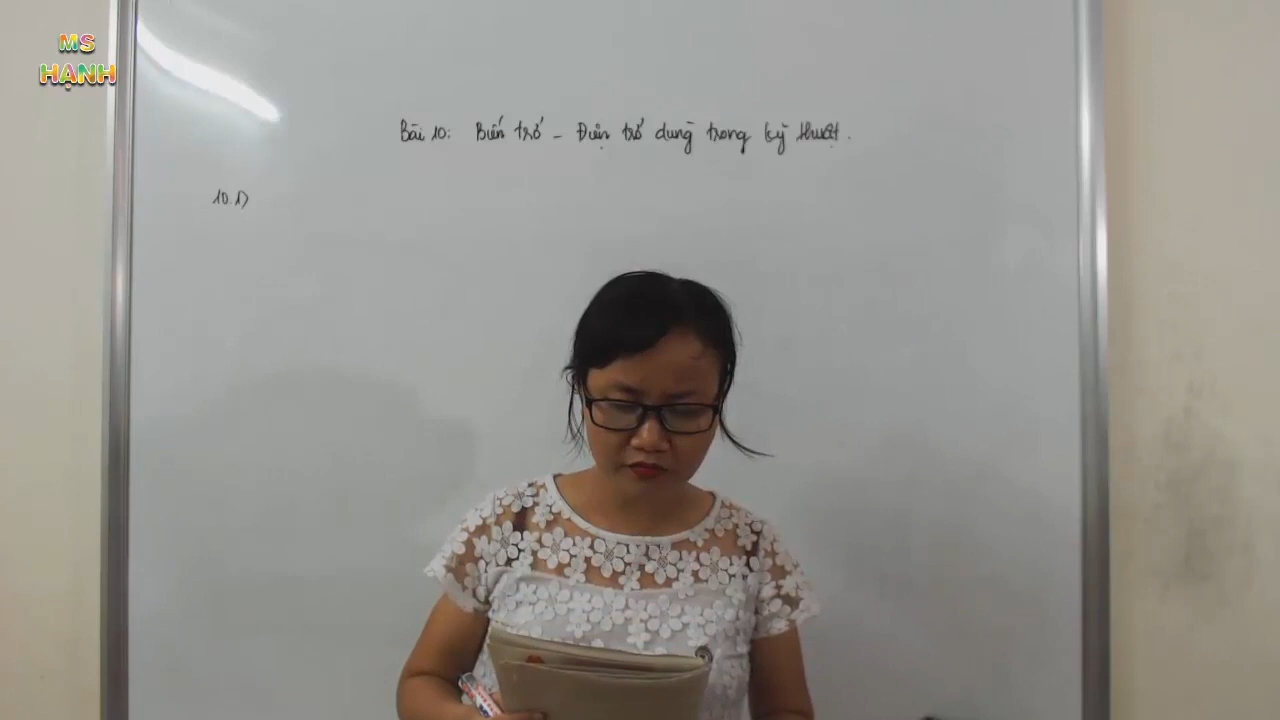 MS
HẠNH
Bài 10: Biến trở – Điện trở dùng trong kỹ thuật.
10.1)